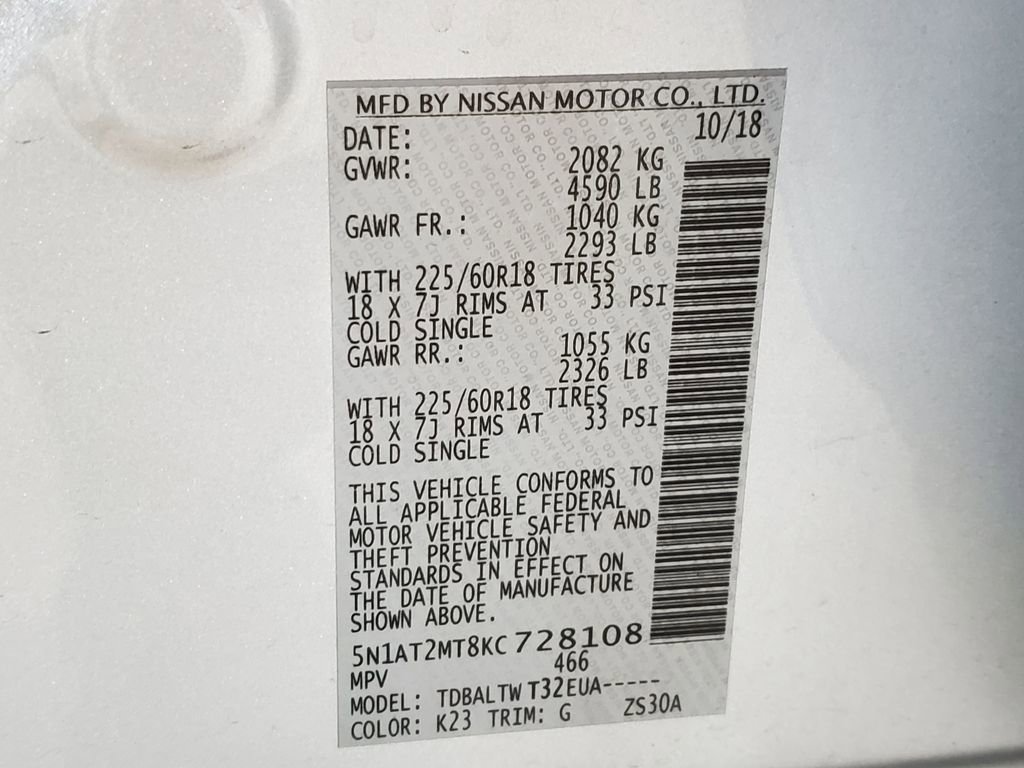 MFD BY NISSAN MOTOR CO., LTD.
DATE: 10/18
GVWR: 2082 KG
4590 LB
GAWR FR.: 1040 KG
2293 LB
WITH 225/60R18 TIRES
18 X 7J RIMS AT 33 PSI
COLD SINGLE
GAWR RR.: 1055 KG
2326 LB
WITH 225/60R18 TIRES
18 X 7J RIMS AT 33 PSI
COLD SINGLE
THIS VEHICLE CONFORMS TO
ALL APPLICABLE FEDERAL
MOTOR VEHICLE SAFETY AND
THEFT PREVENTION
STANDARDS IN EFFECT ON
THE DATE OF MANUFACTURE
SHOWN ABOVE.
5N1AT2MT8KC728108
MPV 466
MODEL: TDBALTW T32EUA-----
COLOR: K23 TRIM: G ZS30A